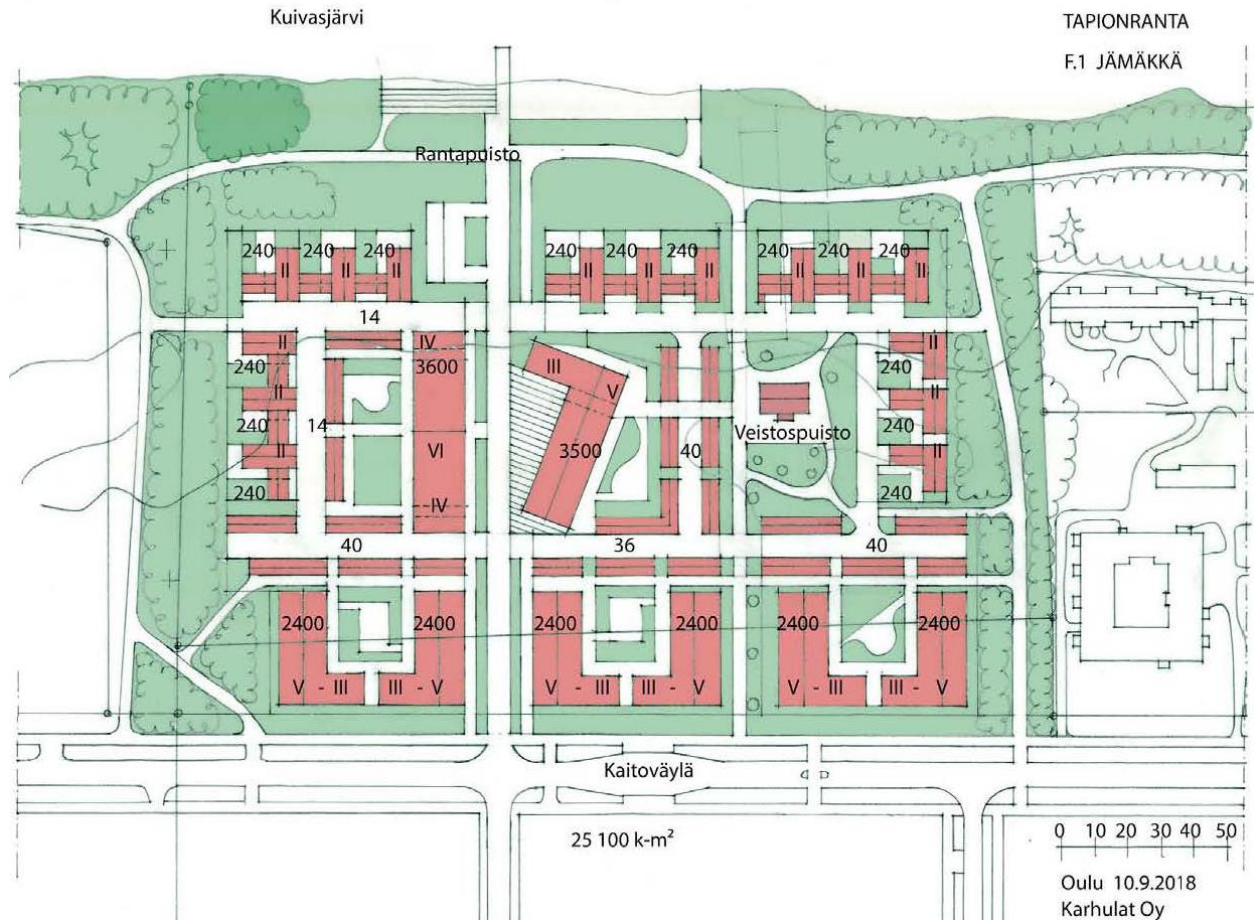 Kuivasjärvi
TAPIONRANTA
F.1 JÄMÄKKÄ
Rantapuisto
240 240 240 240 240 240 240 240 240
II II II II II II II II II
14
II IV III II
240 3600 V 240
II II
240 14 VI 3500 40 Veistospuisto 240
II II
240 IV 240
40 36 40
2400 2400 2400 2400 2400 2400
V - III III - V V - III III - V V - III III - V
Kaitoväylä
25 100 k-m²
0 10 20 30 40 50
Oulu 10.9.2018
Karhulat Oy